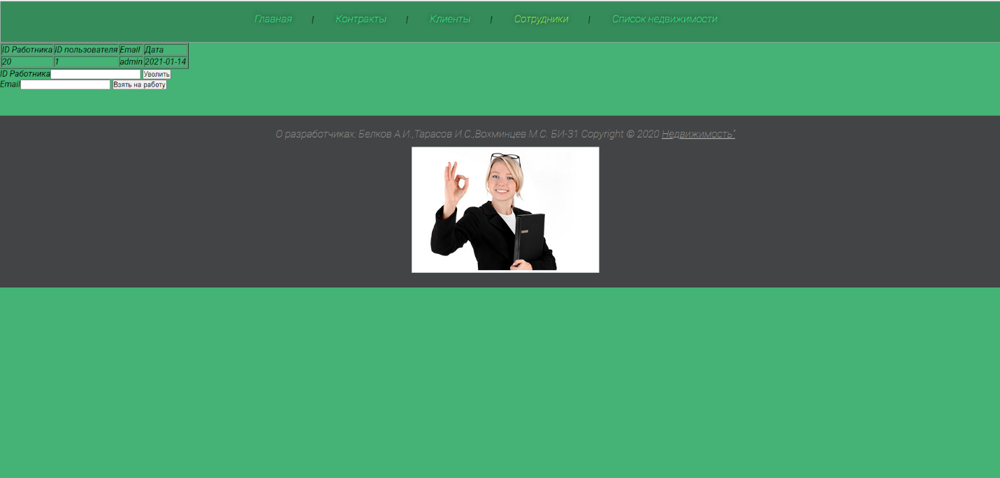 Главная | Контракты | Клиенты | Сотрудники | Список недвижимости
ID Работника ID пользователя Email Дата
20 1 admin 2021-01-14
ID Работника Уволить
Email Взять на работу
О разработчиках: Белков А.И.,Тарасов И.С.,Вохминцев М.С. БИ-31 Copyright © 2020 Недвижимость"